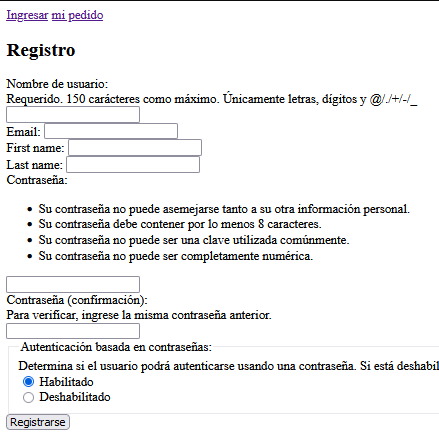 Ingresar mi pedido
Registro
Nombre de usuario:
Requerido. 150 carácteres como máximo. Únicamente letras, dígitos y @/./+/-/_
Email:
First name:
Last name:
Contraseña:
Su contraseña no puede asemejarse tanto a su otra información personal.
Su contraseña debe contener por lo menos 8 caracteres.
Su contraseña no puede ser una clave utilizada comúnmente.
Su contraseña no puede ser completamente numérica.
Contraseña (confirmación):
Para verificar, ingrese la misma contraseña anterior.
Autenticación basada en contraseñas:
Determina si el usuario podrá autenticarse usando una contraseña. Si está deshabil
Habilitado
Deshabilitado
Registrarse